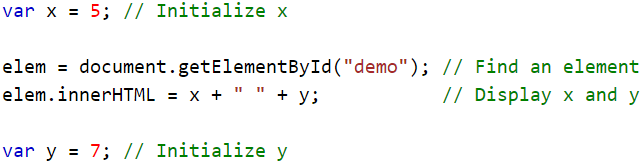 var x = 5; // Initialize x
elem = document.getElementById("demo"); // Find an element
elem.innerHTML = x + " " + y;           // Display x and y
var y = 7; // Initialize y